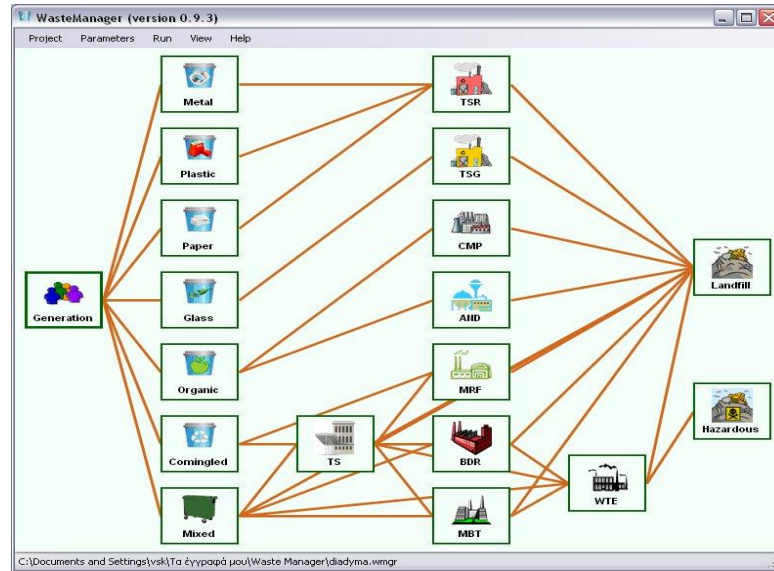 WasteManager (version 0.9.3)
Project Parameters Run View Help
Metal
TSR
Plastic
TSG
Paper
CMP
Landfill
Generation
Glass
AND
Organic
MRF
Hazardous
Comingled
TS
BDR
WTE
Mixed
MBT
C:\Documents and Settings\vsk\Τα έγγραφά μου\Waste Manager\diadyma.wmgr